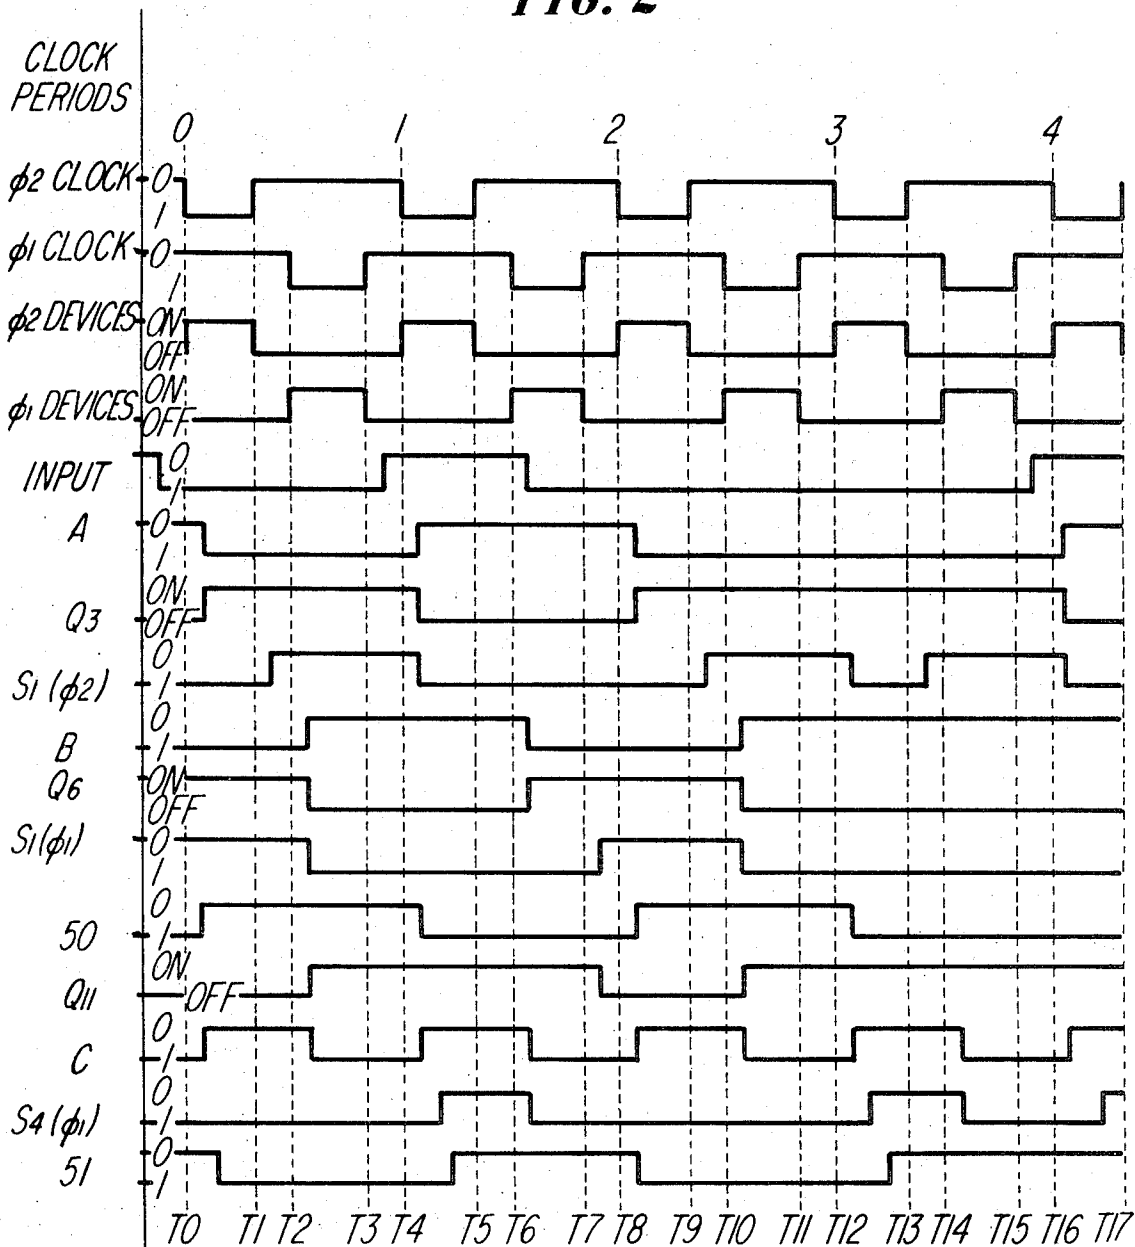 FIG. 2
CLOCK
PERIODS
0 1 2 3 4
φ2 CLOCK 0
1
φ1 CLOCK 0
1
φ2 DEVICES ON
OFF
φ1 DEVICES ON
OFF
INPUT 0
1
A 0
1
Q3 ON
OFF
S1 (φ2) 0
1
B 0
1
Q6 ON
OFF
S1(φ1) 0
1
50 0
1
Q11 ON
OFF
C 0
1
S4 (φ1) 0
1
51 0
1
T0 T1 T2 T3 T4 T5 T6 T7 T8 T9 T10 T11 T12 T13 T14 T15 T16 T17